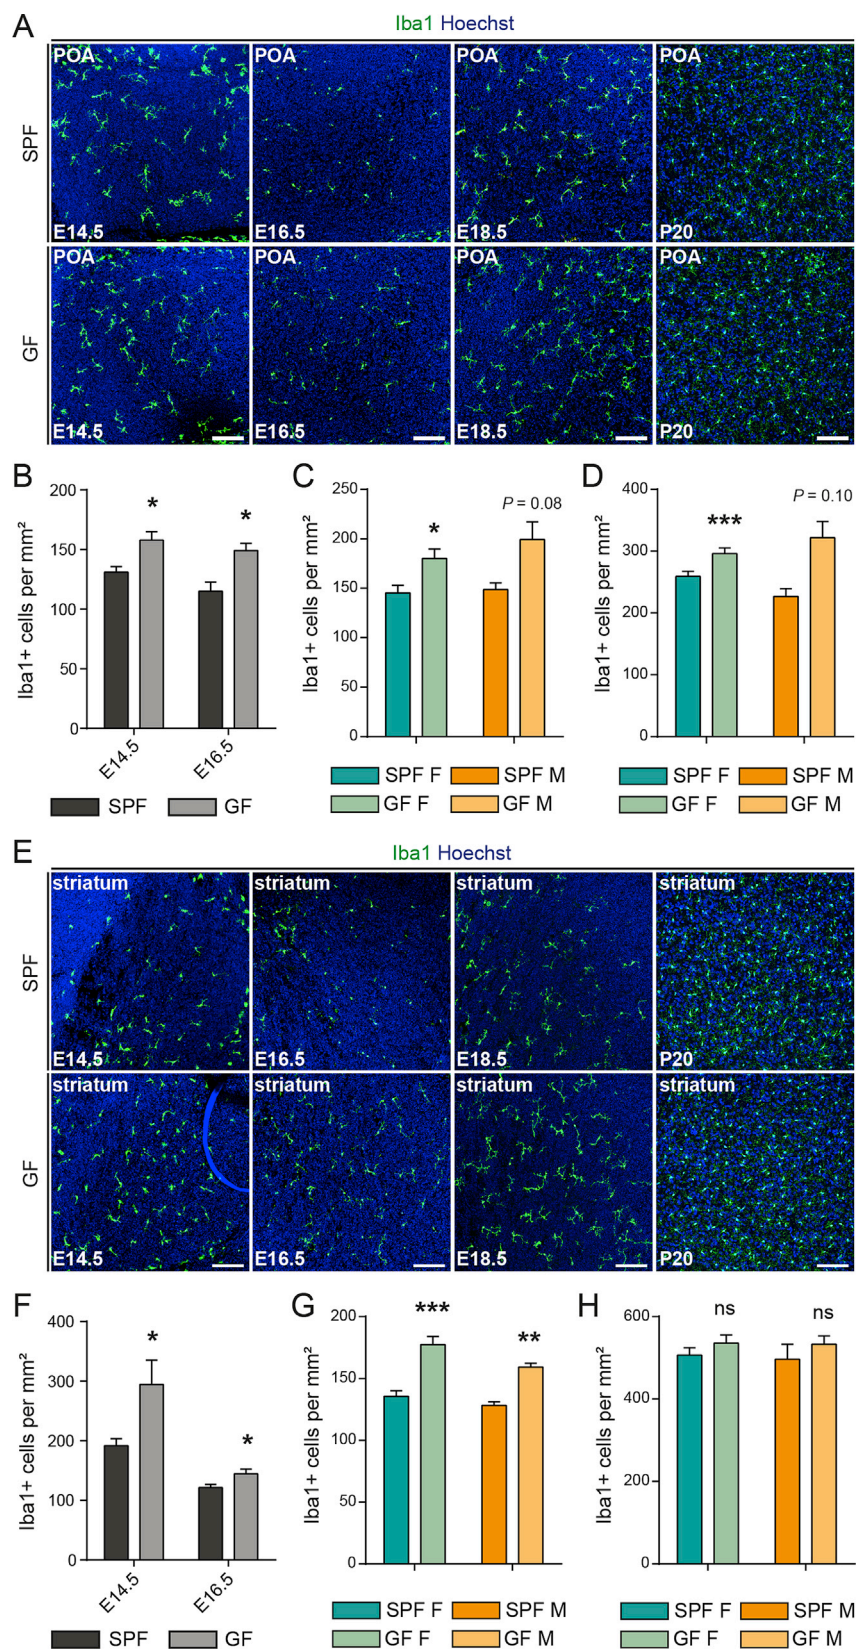 A
Iba1 Hoechst
SPF
POA
E14.5
POA
E16.5
POA
E18.5
POA
P20
GF
POA
E14.5
POA
E16.5
POA
E18.5
POA
P20
B
Iba1+ cells per mm²
200
150
100
50
0
*
*
E14.5
E16.5
SPF
GF
C
Iba1+ cells per mm²
250
200
150
100
50
0
*
P = 0.08
SPF F
SPF M
GF F
GF M
D
Iba1+ cells per mm²
400
300
200
100
0
***
P = 0.10
SPF F
SPF M
GF F
GF M
E
Iba1 Hoechst
SPF
striatum
E14.5
striatum
E16.5
striatum
E18.5
striatum
P20
GF
striatum
E14.5
striatum
E16.5
striatum
E18.5
striatum
P20
F
Iba1+ cells per mm²
400
300
200
100
0
*
*
E14.5
E16.5
SPF
GF
G
Iba1+ cells per mm²
200
150
100
50
0
***
**
SPF F
SPF M
GF F
GF M
H
Iba1+ cells per mm²
600
400
200
0
ns
ns
SPF F
SPF M
GF F
GF M